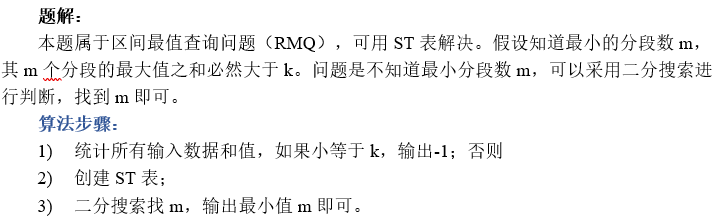 题解：
本题属于区间最值查询问题（RMQ），可用 ST 表解决。假设知道最小的分段数 m，
其 m 个分段的最大值之和必然大于 k。问题是不知道最小分段数 m，可以采用二分搜索进
行判断，找到 m 即可。
算法步骤：
1) 统计所有输入数据和值，如果小等于 k，输出-1；否则
2) 创建 ST 表；
3) 二分搜索找 m，输出最小值 m 即可。